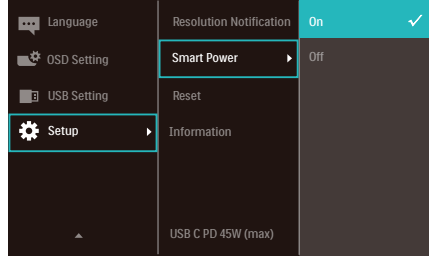 Language
OSD Setting
USB Setting
Setup
Resolution Notification
Smart Power
Reset
Information
USB C PD 45W (max)
On
Off